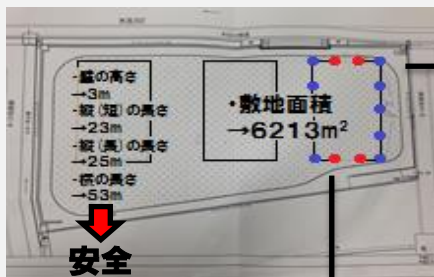 ・塀の高さ
→3m
・縦(短)の長さ
→23m
・縦(長)の長さ
→25m
・横の長さ
→53m
・敷地面積
→6213m²
安全